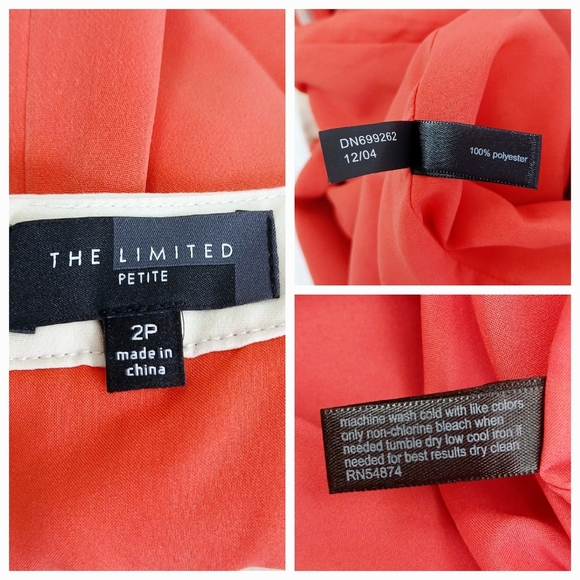 THE LIMITED
PETITE
2P
made in
china
DN699262
12/04
100% polyester
machine wash cold with like colors
only non-chlorine bleach when
needed tumble dry low cool iron if
needed for best results dry clean
RN54874